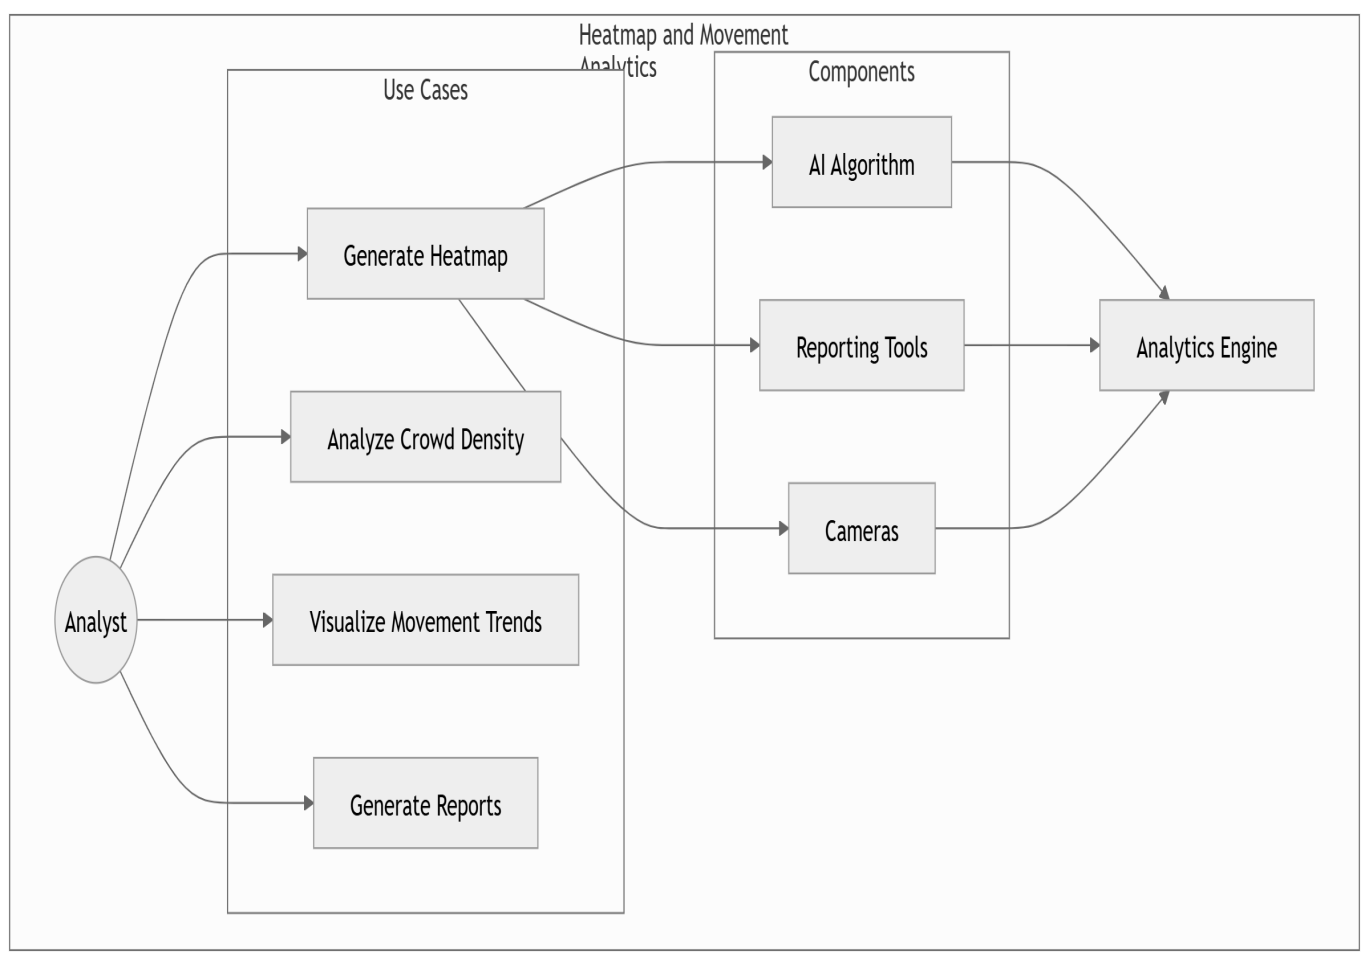 Heatmap and Movement
Analytics
Use Cases
Components
AI Algorithm
Generate Heatmap
Reporting Tools
Analytics Engine
Analyze Crowd Density
Cameras
Analyst
Visualize Movement Trends
Generate Reports